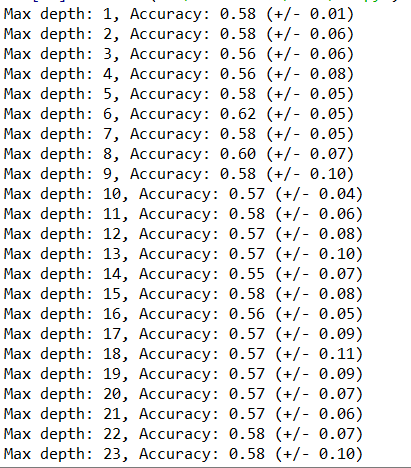 Max depth: 1, Accuracy: 0.58 (+/- 0.01)
Max depth: 2, Accuracy: 0.58 (+/- 0.06)
Max depth: 3, Accuracy: 0.56 (+/- 0.06)
Max depth: 4, Accuracy: 0.56 (+/- 0.08)
Max depth: 5, Accuracy: 0.58 (+/- 0.05)
Max depth: 6, Accuracy: 0.62 (+/- 0.05)
Max depth: 7, Accuracy: 0.58 (+/- 0.05)
Max depth: 8, Accuracy: 0.60 (+/- 0.07)
Max depth: 9, Accuracy: 0.58 (+/- 0.10)
Max depth: 10, Accuracy: 0.57 (+/- 0.04)
Max depth: 11, Accuracy: 0.58 (+/- 0.06)
Max depth: 12, Accuracy: 0.57 (+/- 0.08)
Max depth: 13, Accuracy: 0.57 (+/- 0.10)
Max depth: 14, Accuracy: 0.55 (+/- 0.07)
Max depth: 15, Accuracy: 0.58 (+/- 0.08)
Max depth: 16, Accuracy: 0.56 (+/- 0.05)
Max depth: 17, Accuracy: 0.57 (+/- 0.09)
Max depth: 18, Accuracy: 0.57 (+/- 0.11)
Max depth: 19, Accuracy: 0.57 (+/- 0.09)
Max depth: 20, Accuracy: 0.57 (+/- 0.07)
Max depth: 21, Accuracy: 0.57 (+/- 0.06)
Max depth: 22, Accuracy: 0.58 (+/- 0.07)
Max depth: 23, Accuracy: 0.58 (+/- 0.10)